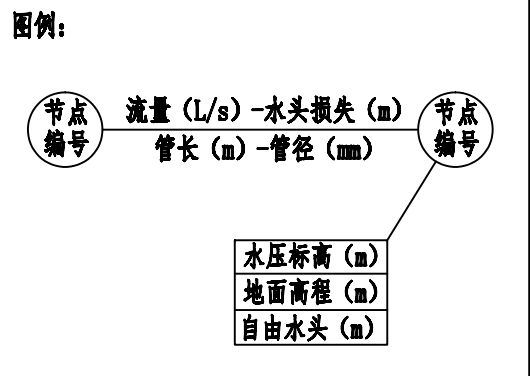 图例：
节点
编号
流量（L/s）-水头损失（m）
管长（m）-管径（mm）
节点
编号
水压标高（m）
地面高程（m）
自由水头（m）